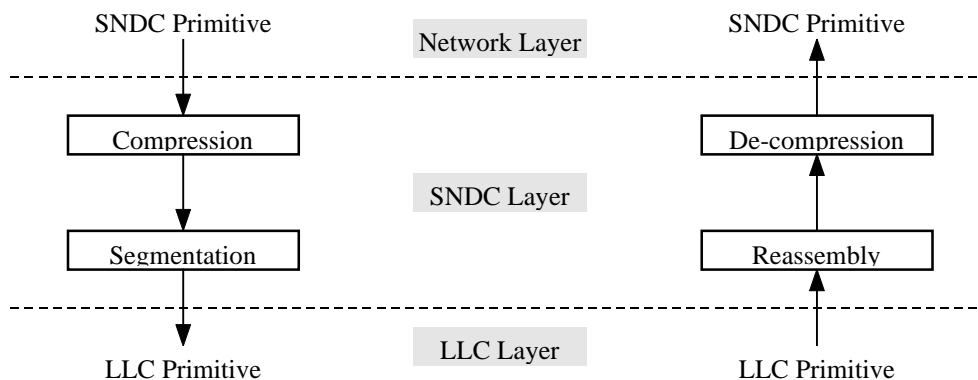 SNDC Primitive
Network Layer
SNDC Primitive
Compression
De-compression
SNDC Layer
Segmentation
Reassembly
LLC Primitive
LLC Layer
LLC Primitive